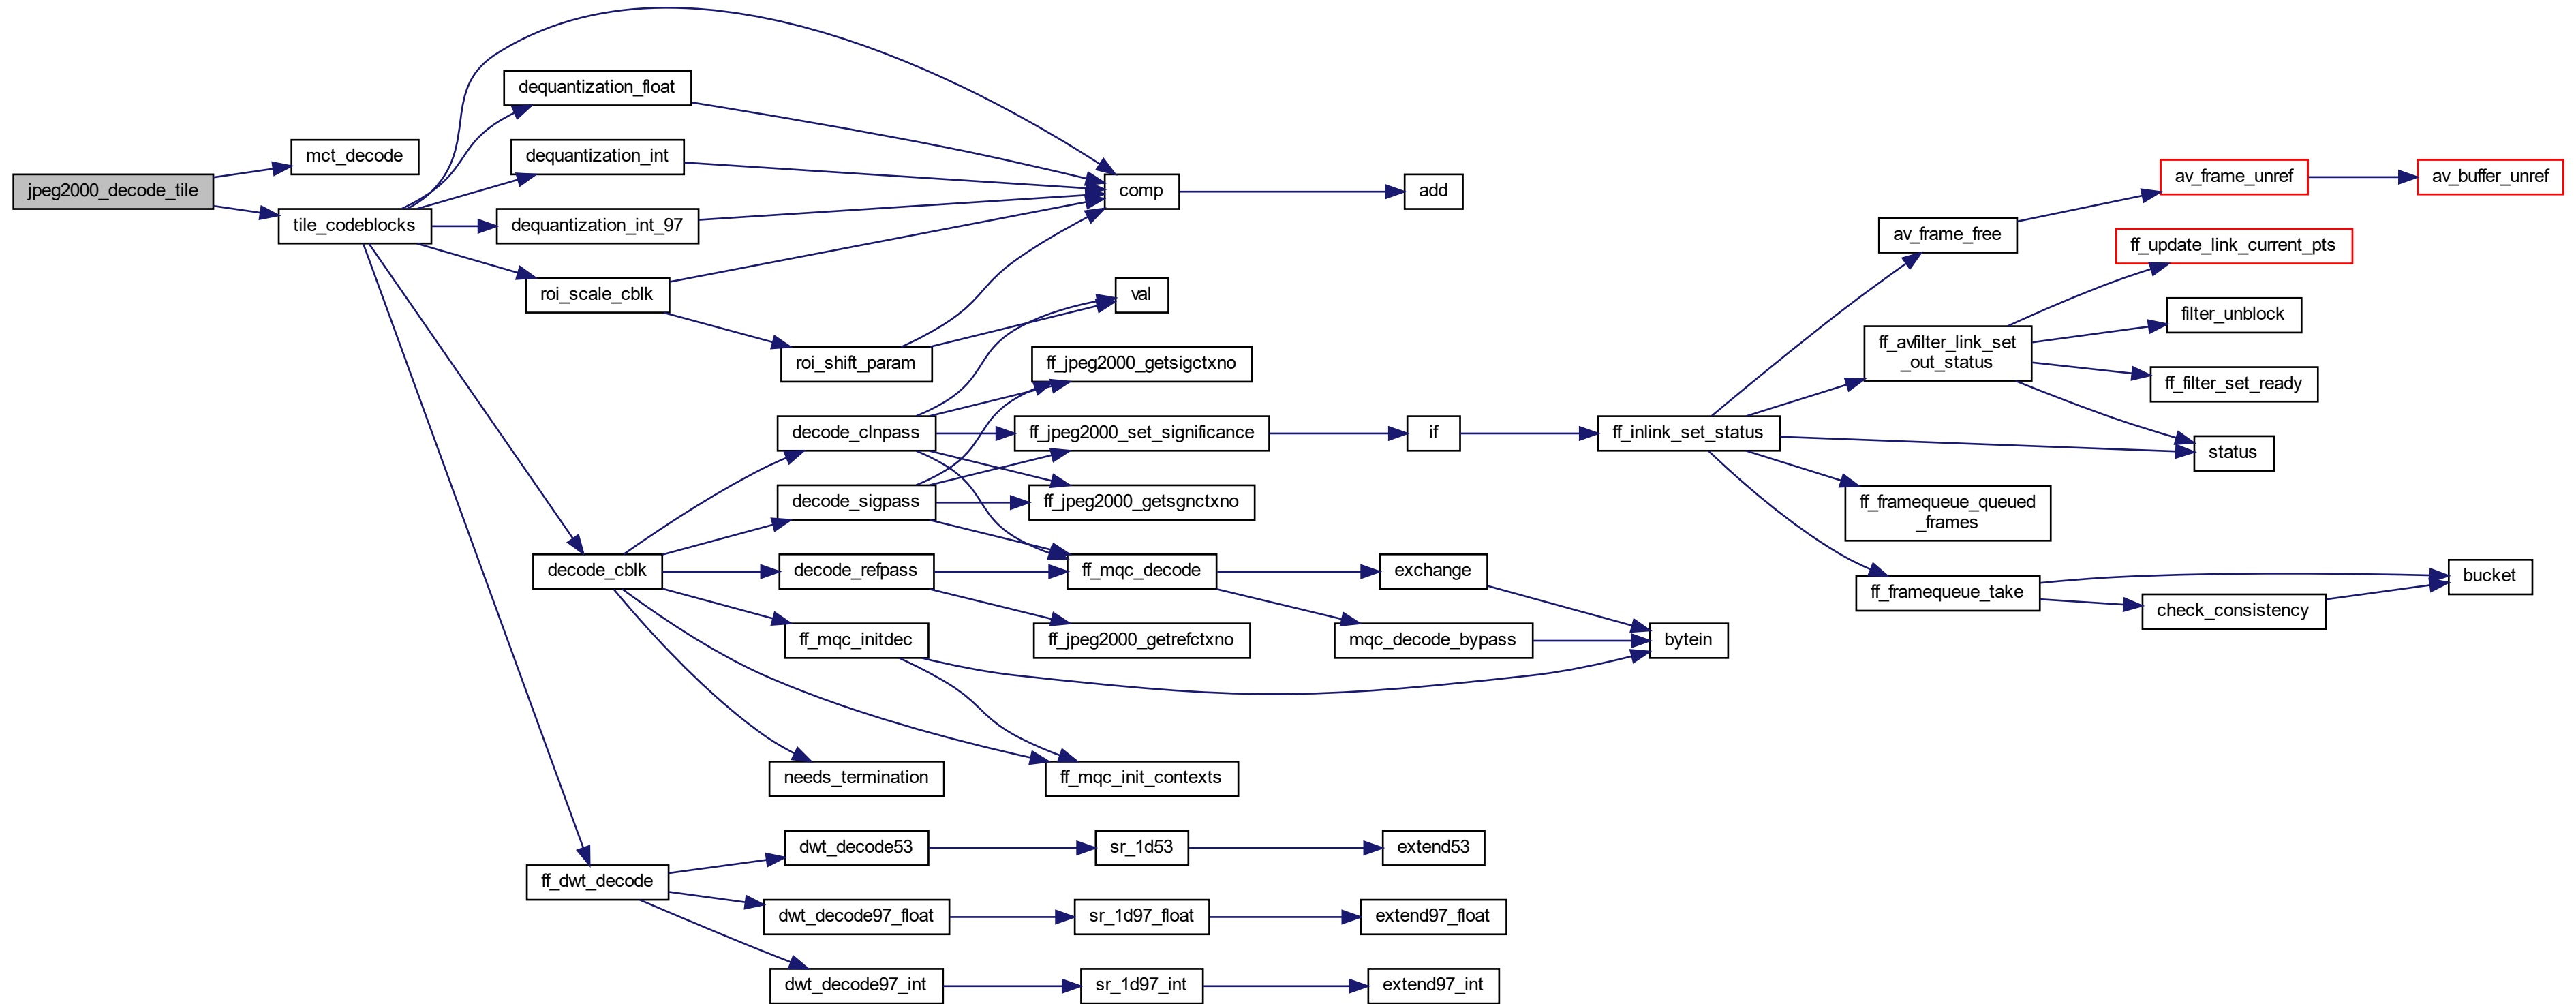 jpeg2000_decode_tile
mct_decode
tile_codeblocks
dequantization_float
dequantization_int
dequantization_int_97
roi_scale_cblk
decode_cblk
ff_dwt_decode
roi_shift_param
decode_clnpass
decode_sigpass
decode_refpass
ff_mqc_initdec
needs_termination
dwt_decode53
dwt_decode97_float
dwt_decode97_int
comp
val
ff_jpeg2000_getsigctxno
ff_jpeg2000_set_significance
ff_jpeg2000_getsgnctxno
ff_mqc_decode
ff_jpeg2000_getrefctxno
ff_mqc_init_contexts
sr_1d53
sr_1d97_float
sr_1d97_int
add
if
exchange
mqc_decode_bypass
extend53
extend97_float
extend97_int
ff_inlink_set_status
bytein
av_frame_free
ff_avfilter_link_set
_out_status
ff_framequeue_queued
_frames
ff_framequeue_take
av_frame_unref
ff_update_link_current_pts
filter_unblock
ff_filter_set_ready
status
check_consistency
av_buffer_unref
bucket